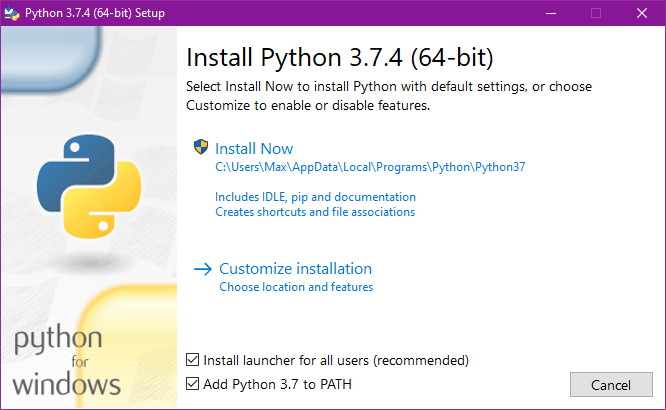 Python 3.7.4 (64-bit) Setup
Install Python 3.7.4 (64-bit)
Select Install Now to install Python with default settings, or choose
Customize to enable or disable features.
Install Now
C:\Users\Max\AppData\Local\Programs\Python\Python37
Includes IDLE, pip and documentation
Creates shortcuts and file associations
Customize installation
Choose location and features
python
for
windows
Install launcher for all users (recommended)
Add Python 3.7 to PATH
Cancel